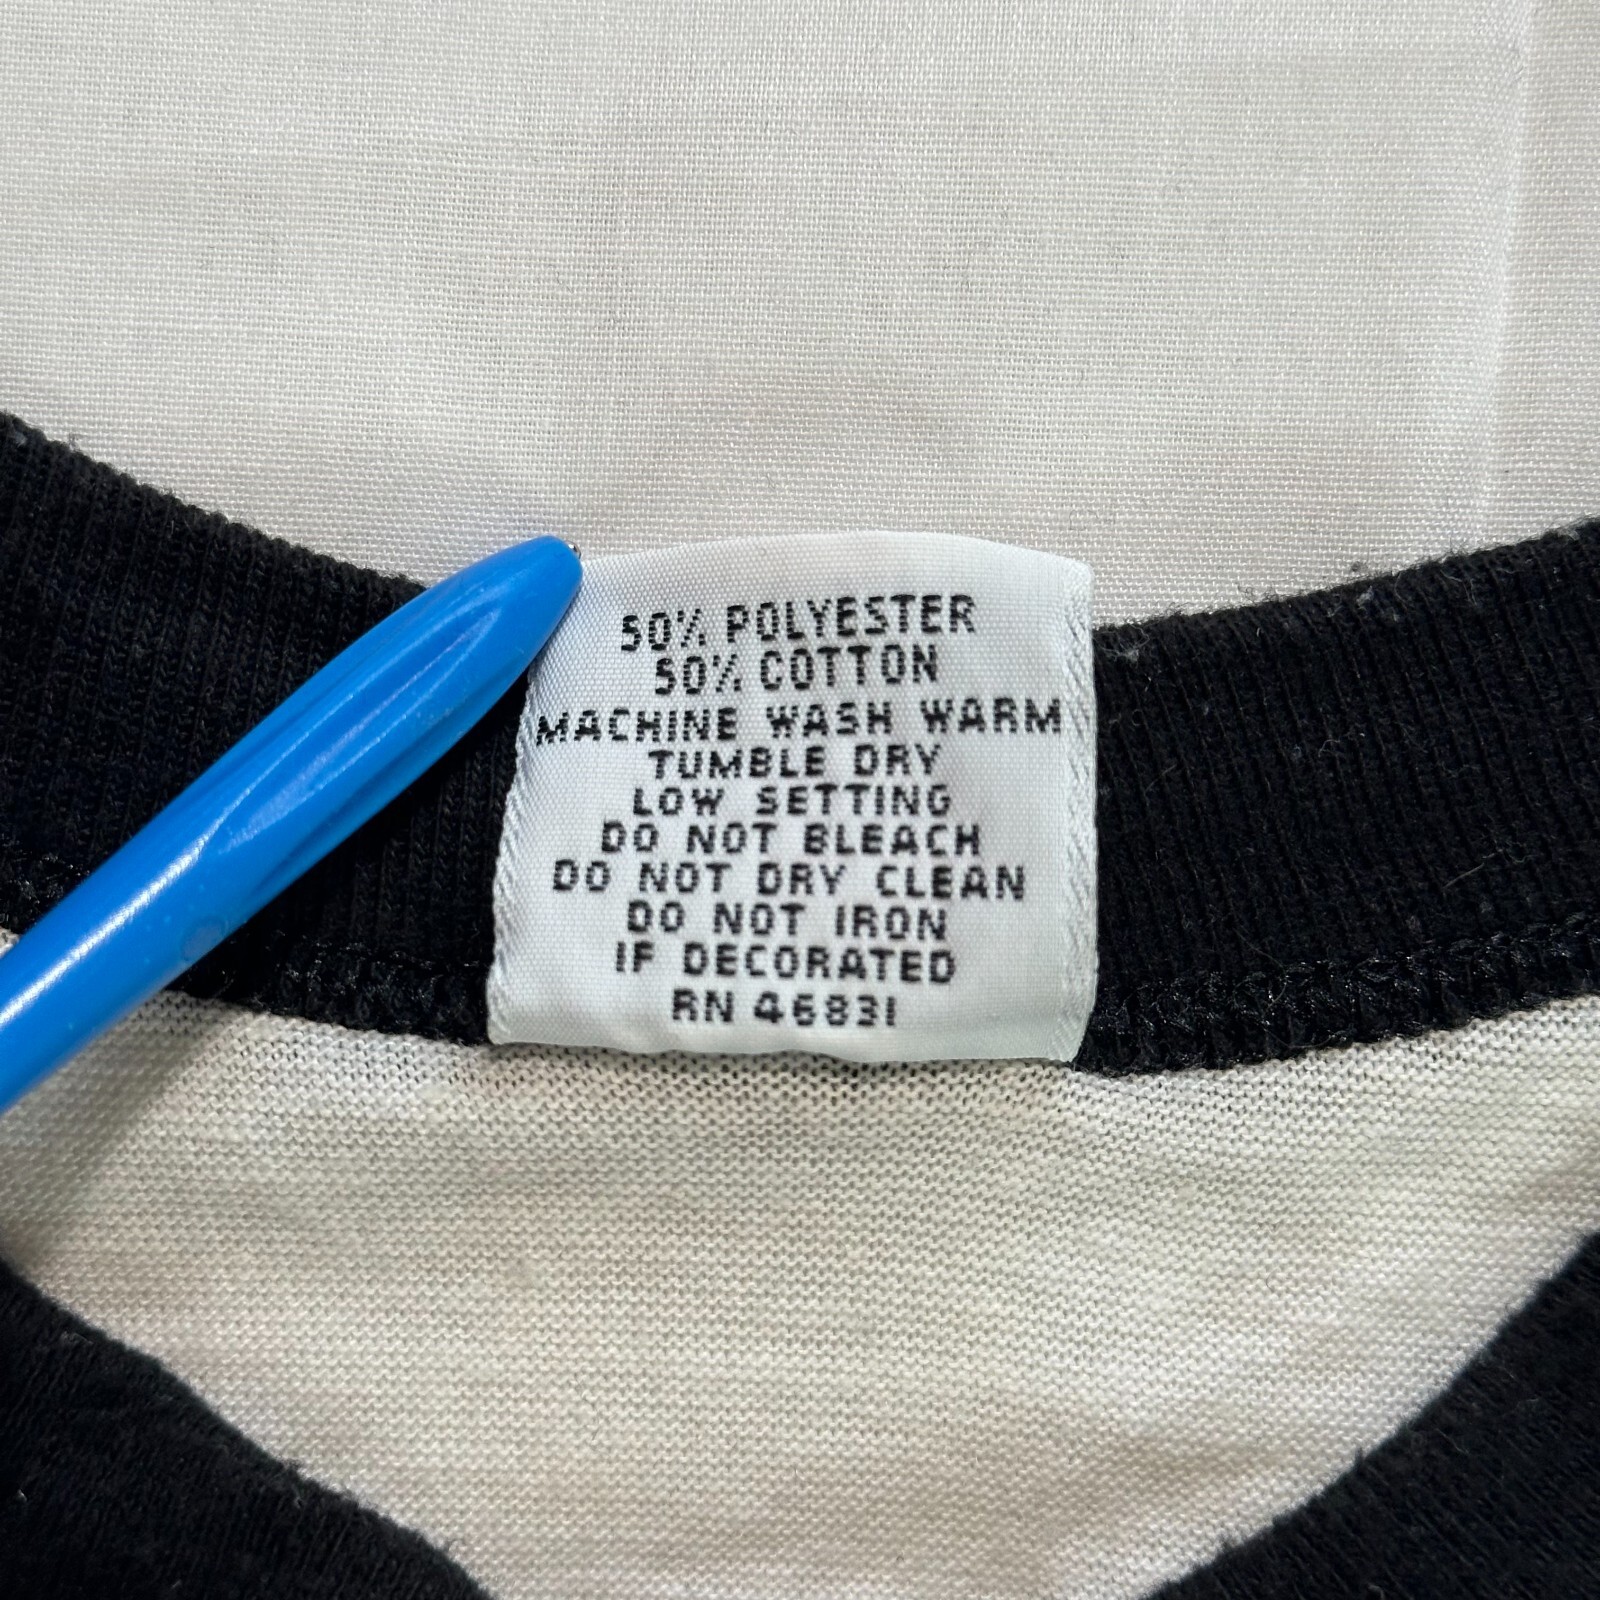 50% POLYESTER
50% COTTON
MACHINE WASH WARM
TUMBLE DRY
LOW SETTING
DO NOT BLEACH
DO NOT DRY CLEAN
DO NOT IRON
IF DECORATED
RN 46831